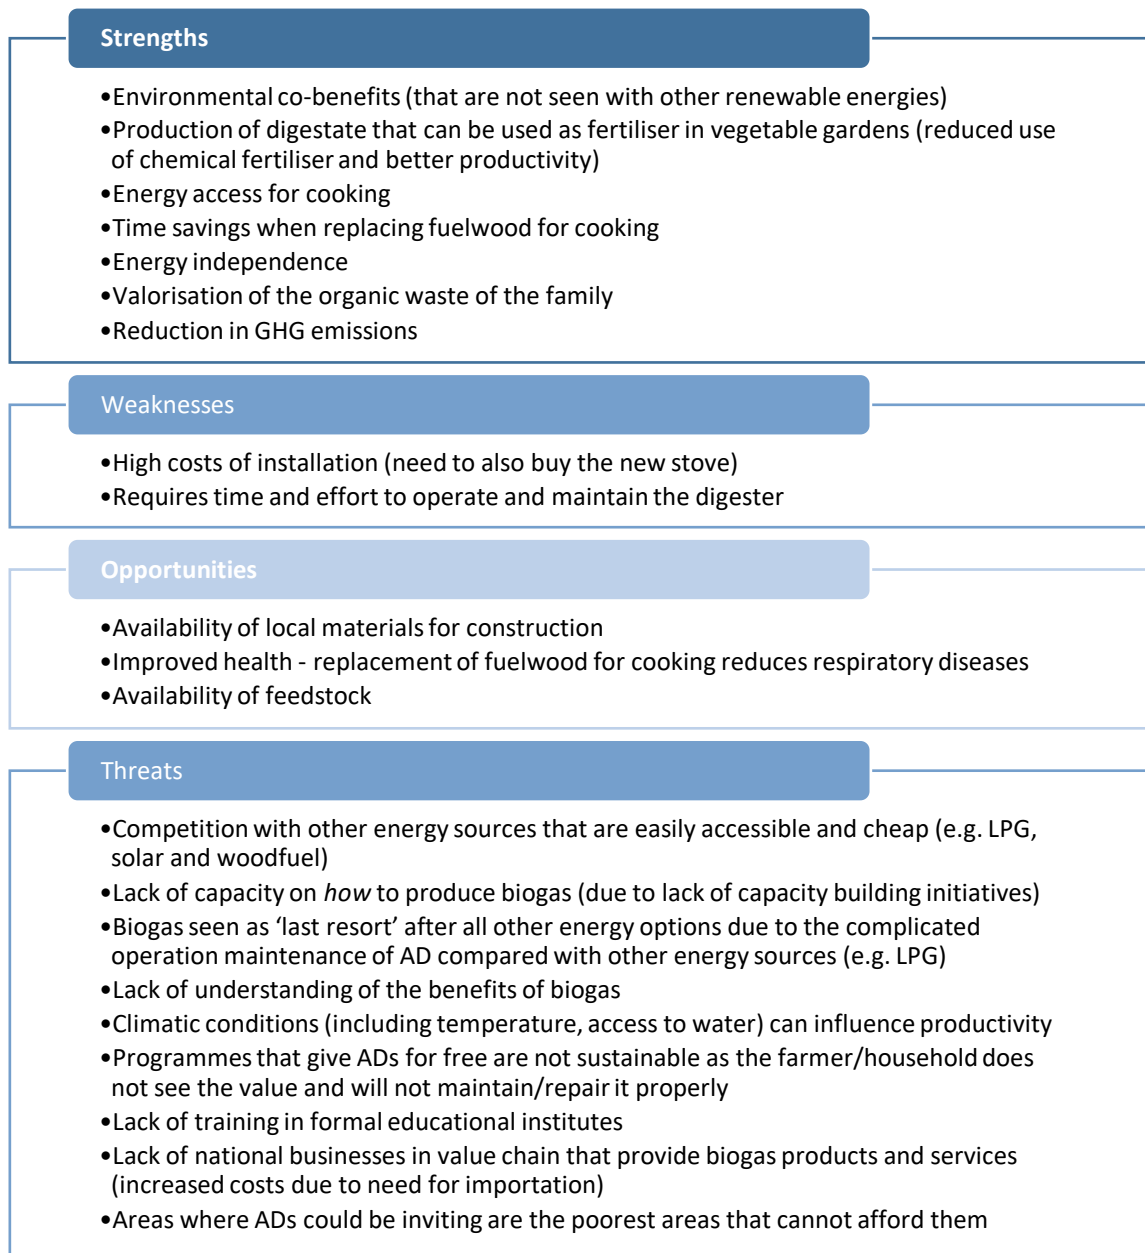 Strengths
•Environmental co-benefits (that are not seen with other renewable energies)
•Production of digestate that can be used as fertiliser in vegetable gardens (reduced use
of chemical fertiliser and better productivity)
•Energy access for cooking
•Time savings when replacing fuelwood for cooking
•Energy independence
•Valorisation of the organic waste of the family
•Reduction in GHG emissions
Weaknesses
•High costs of installation (need to also buy the new stove)
•Requires time and effort to operate and maintain the digester
Opportunities
•Availability of local materials for construction
•Improved health - replacement of fuelwood for cooking reduces respiratory diseases
•Availability of feedstock
Threats
•Competition with other energy sources that are easily accessible and cheap (e.g. LPG,
solar and woodfuel)
•Lack of capacity on how to produce biogas (due to lack of capacity building initiatives)
•Biogas seen as ‘last resort’ after all other energy options due to the complicated
operation maintenance of AD compared with other energy sources (e.g. LPG)
•Lack of understanding of the benefits of biogas
•Climatic conditions (including temperature, access to water) can influence productivity
•Programmes that give ADs for free are not sustainable as the farmer/household does
not see the value and will not maintain/repair it properly
•Lack of training in formal educational institutes
•Lack of national businesses in value chain that provide biogas products and services
(increased costs due to need for importation)
•Areas where ADs could be inviting are the poorest areas that cannot afford them